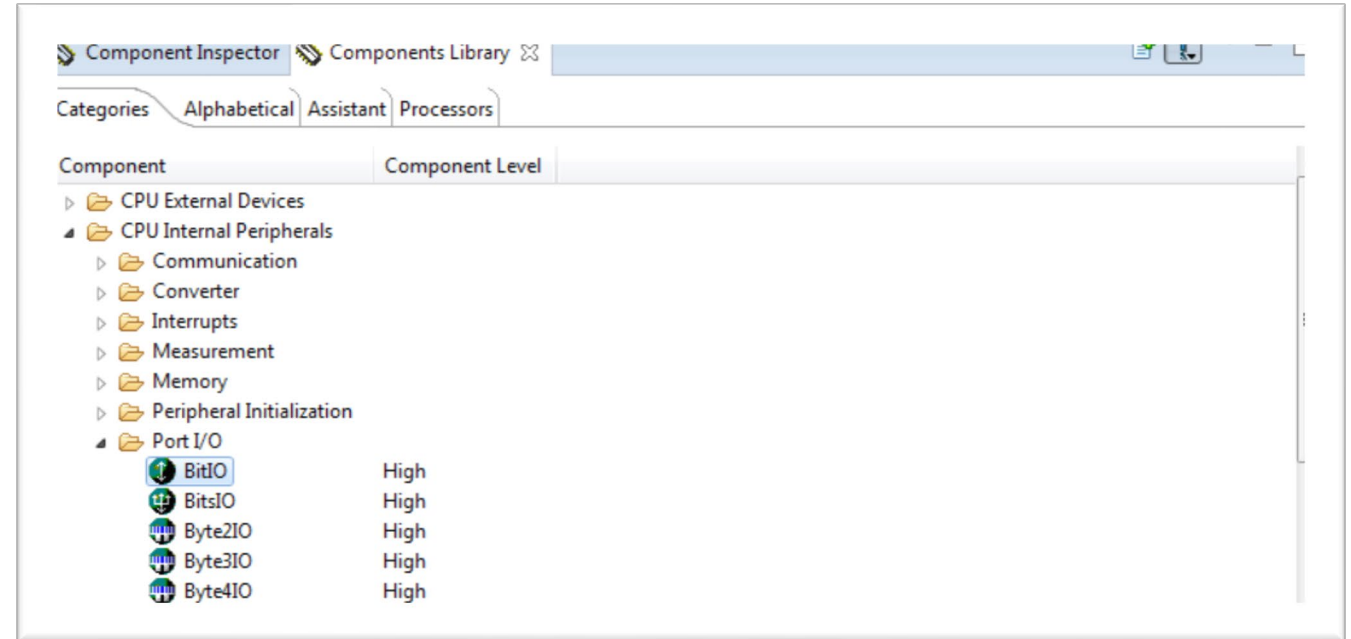 Component Inspector Components Library
Categories Alphabetical Assistant Processors
Component Component Level
CPU External Devices
CPU Internal Peripherals
Communication
Converter
Interrupts
Measurement
Memory
Peripheral Initialization
Port I/O
BitIO High
BitsIO High
Byte2IO High
Byte3IO High
Byte4IO High